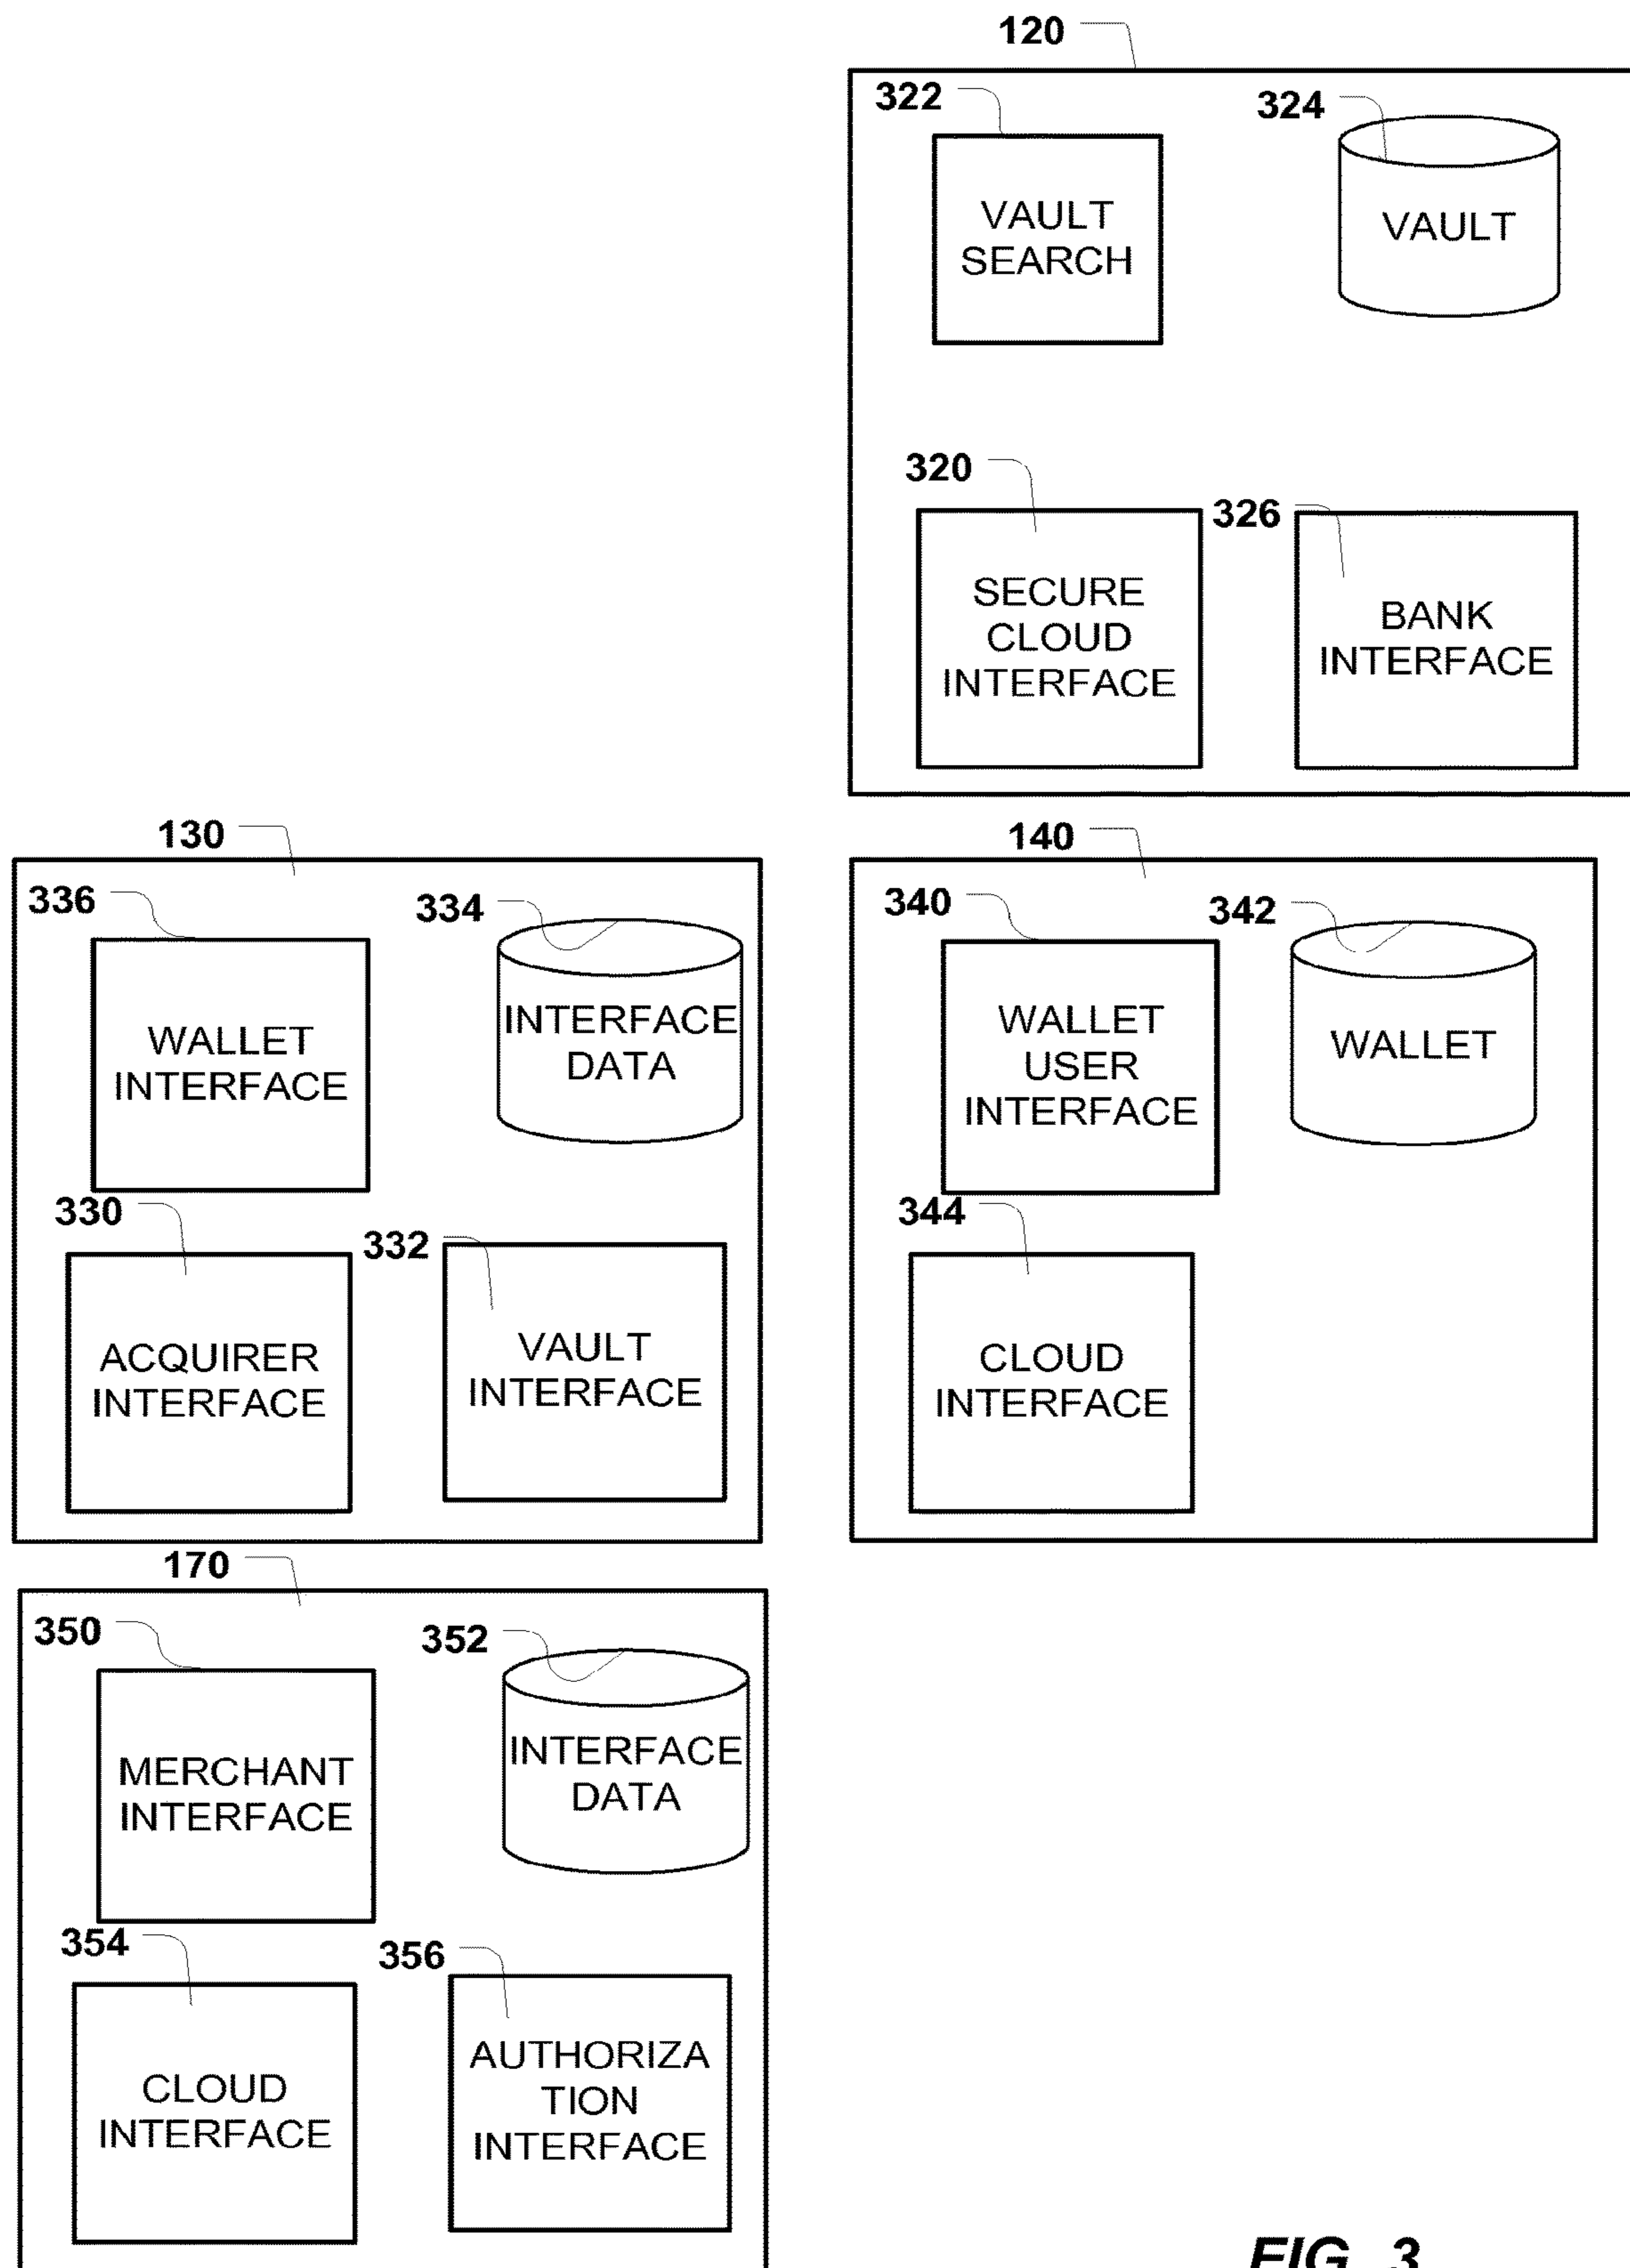 120
322
324
VAULT
SEARCH
VAULT
320
326
SECURE
CLOUD
INTERFACE
BANK
INTERFACE
130
336
334
WALLET
INTERFACE
INTERFACE
DATA
330
332
ACQUIRER
INTERFACE
VAULT
INTERFACE
140
340
342
WALLET
USER
INTERFACE
WALLET
344
CLOUD
INTERFACE
170
350
352
MERCHANT
INTERFACE
INTERFACE
DATA
354
356
CLOUD
INTERFACE
AUTHORIZA
TION
INTERFACE
FIG. 3